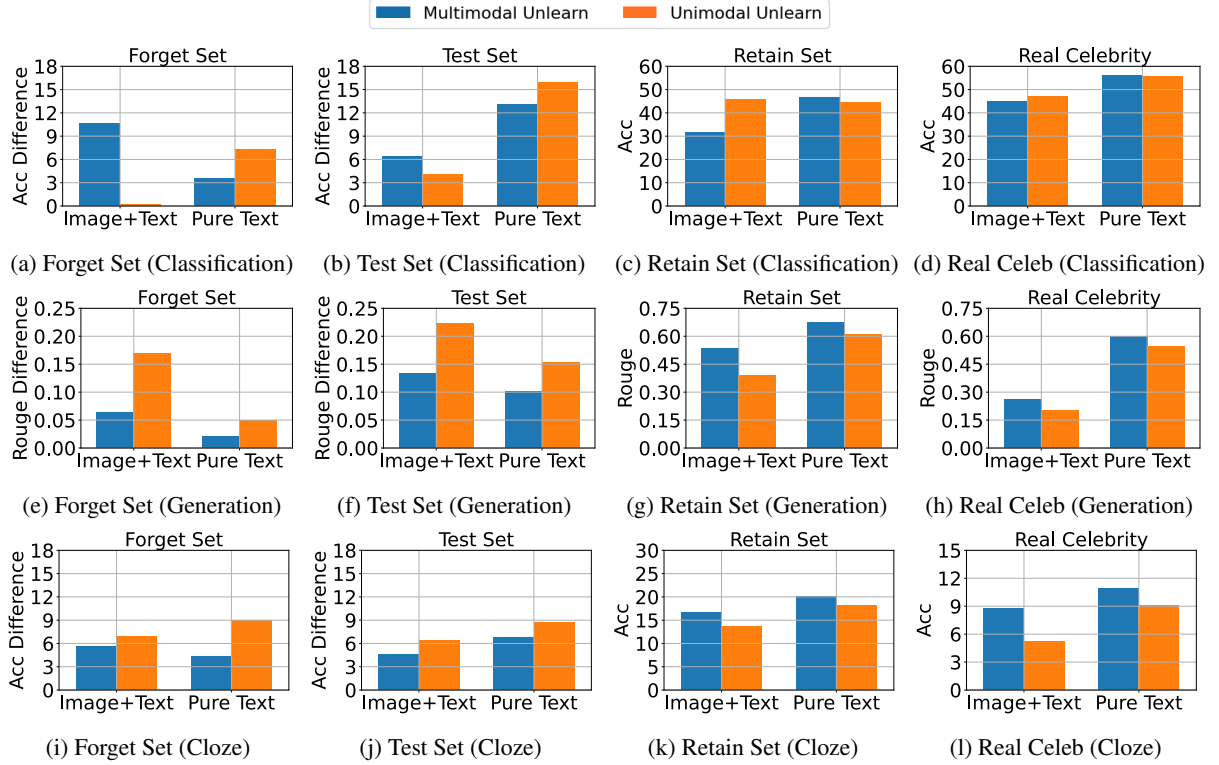 Multimodal Unlearn Unimodal Unlearn
Forget Set
Acc Difference
18
15
12
9
6
3
0
Image+Text Pure Text
(a) Forget Set (Classification)
Test Set
Acc Difference
18
15
12
9
6
3
0
Image+Text Pure Text
(b) Test Set (Classification)
Retain Set
Acc
60
50
40
30
20
10
0
Image+Text Pure Text
(c) Retain Set (Classification)
Real Celebrity
Acc
60
50
40
30
20
10
0
Image+Text Pure Text
(d) Real Celeb (Classification)
Forget Set
Rouge Difference
0.25
0.20
0.15
0.10
0.05
0.00
Image+Text Pure Text
(e) Forget Set (Generation)
Test Set
Rouge Difference
0.25
0.20
0.15
0.10
0.05
0.00
Image+Text Pure Text
(f) Test Set (Generation)
Retain Set
Rouge
0.75
0.60
0.45
0.30
0.15
0.00
Image+Text Pure Text
(g) Retain Set (Generation)
Real Celebrity
Rouge
0.75
0.60
0.45
0.30
0.15
0.00
Image+Text Pure Text
(h) Real Celeb (Generation)
Forget Set
Acc Difference
18
15
12
9
6
3
0
Image+Text Pure Text
(i) Forget Set (Cloze)
Test Set
Acc Difference
18
15
12
9
6
3
0
Image+Text Pure Text
(j) Test Set (Cloze)
Retain Set
Acc
30
25
20
15
10
5
0
Image+Text Pure Text
(k) Retain Set (Cloze)
Real Celebrity
Acc
15
12
9
6
3
0
Image+Text Pure Text
(l) Real Celeb (Cloze)